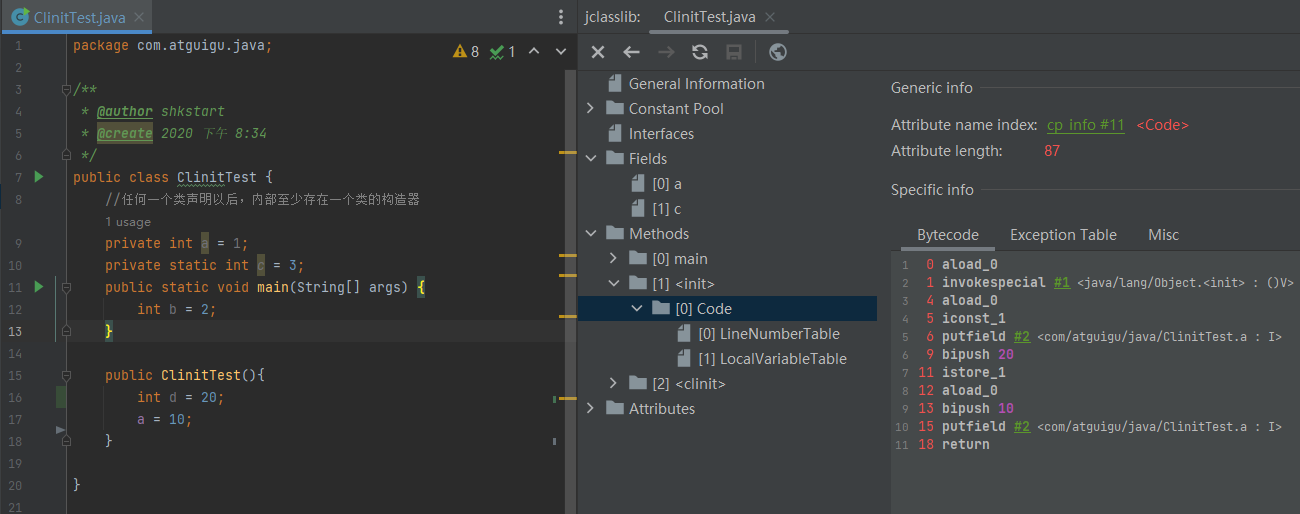 ClinitTest.java
1 package com.atguigu.java;
8 1
2
3 /**
4 * @author shkstart
5 * @create 2020 下午 8:34
6 */
7 public class ClinitTest {
8 //任何一个类声明以后，内部至少存在一个类的构造器
1 usage
9 private int a = 1;
10 private static int c = 3;
11 public static void main(String[] args) {
12 int b = 2;
13 }
14
15 public ClinitTest(){
16 int d = 20;
17 a = 10;
18 }
19
20 }
21
jclasslib: ClinitTest.java
General Information
Constant Pool
Interfaces
Fields
[0] a
[1] c
Methods
[0] main
[1] <init>
[0] Code
[0] LineNumberTable
[1] LocalVariableTable
[2] <clinit>
Attributes
Generic info
Attribute name index: cp info #11 <Code>
Attribute length: 87
Specific info
Bytecode Exception Table Misc
1 0 aload_0
2 1 invokespecial #1 <java/lang/Object.<init> : ()V>
3 4 aload_0
4 5 iconst_1
5 6 putfield #2 <com/atguigu/java/ClinitTest.a : I>
6 9 bipush 20
7 11 istore_1
8 12 aload_0
9 13 bipush 10
10 15 putfield #2 <com/atguigu/java/ClinitTest.a : I>
11 18 return